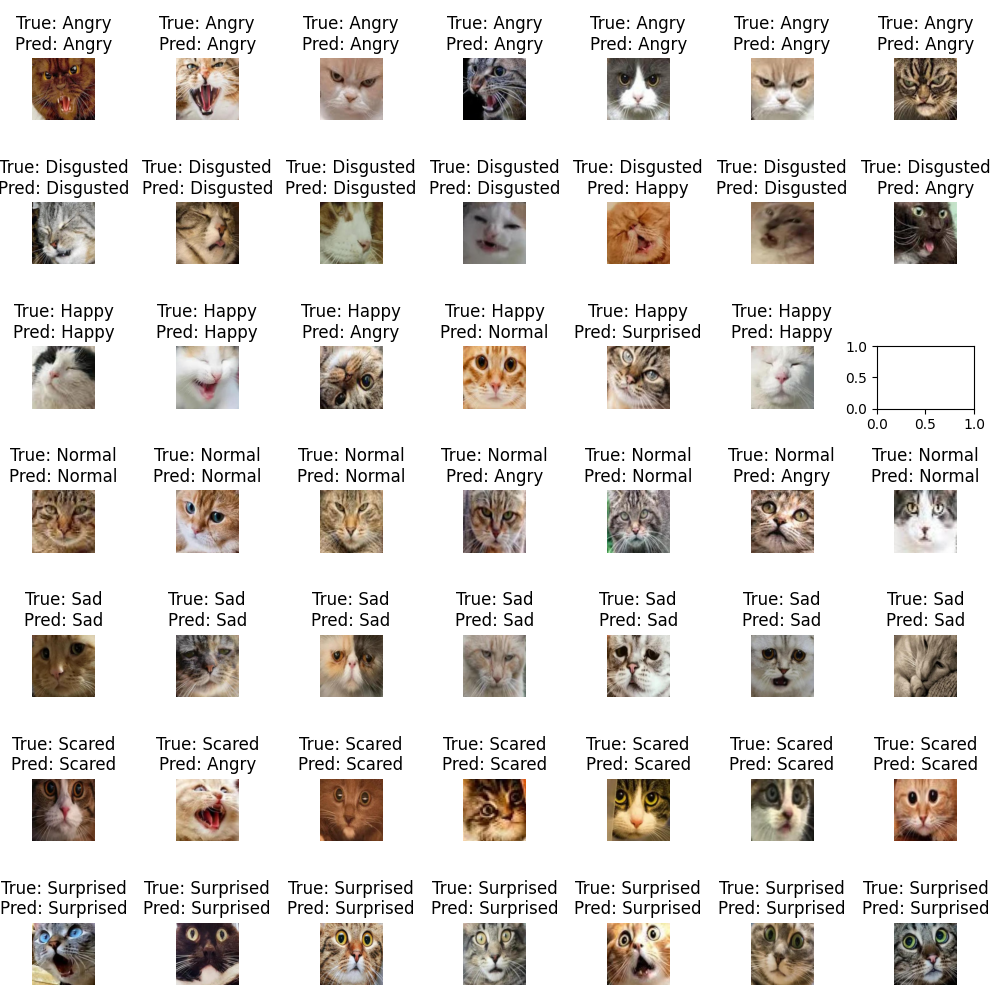 True: Angry True: Angry True: Angry True: Angry True: Angry True: Angry True: Angry
Pred: Angry Pred: Angry Pred: Angry Pred: Angry Pred: Angry Pred: Angry Pred: Angry
True: Disgusted True: Disgusted True: Disgusted True: Disgusted True: Disgusted True: Disgusted True: Disgusted
Pred: Disgusted Pred: Disgusted Pred: Disgusted Pred: Disgusted Pred: Happy Pred: Disgusted Pred: Angry
True: Happy True: Happy True: Happy True: Happy True: Happy True: Happy
Pred: Happy Pred: Happy Pred: Angry Pred: Normal Pred: Surprised Pred: Happy
1.0
0.5
0.0
0.0 0.5 1.0
True: Normal True: Normal True: Normal True: Normal True: Normal True: Normal True: Normal
Pred: Normal Pred: Normal Pred: Normal Pred: Angry Pred: Normal Pred: Angry Pred: Normal
True: Sad True: Sad True: Sad True: Sad True: Sad True: Sad True: Sad
Pred: Sad Pred: Sad Pred: Sad Pred: Sad Pred: Sad Pred: Sad Pred: Sad
True: Scared True: Scared True: Scared True: Scared True: Scared True: Scared True: Scared
Pred: Scared Pred: Angry Pred: Scared Pred: Scared Pred: Scared Pred: Scared Pred: Scared
True: Surprised True: Surprised True: Surprised True: Surprised True: Surprised True: Surprised True: Surprised
Pred: Surprised Pred: Surprised Pred: Surprised Pred: Surprised Pred: Surprised Pred: Surprised Pred: Surprised